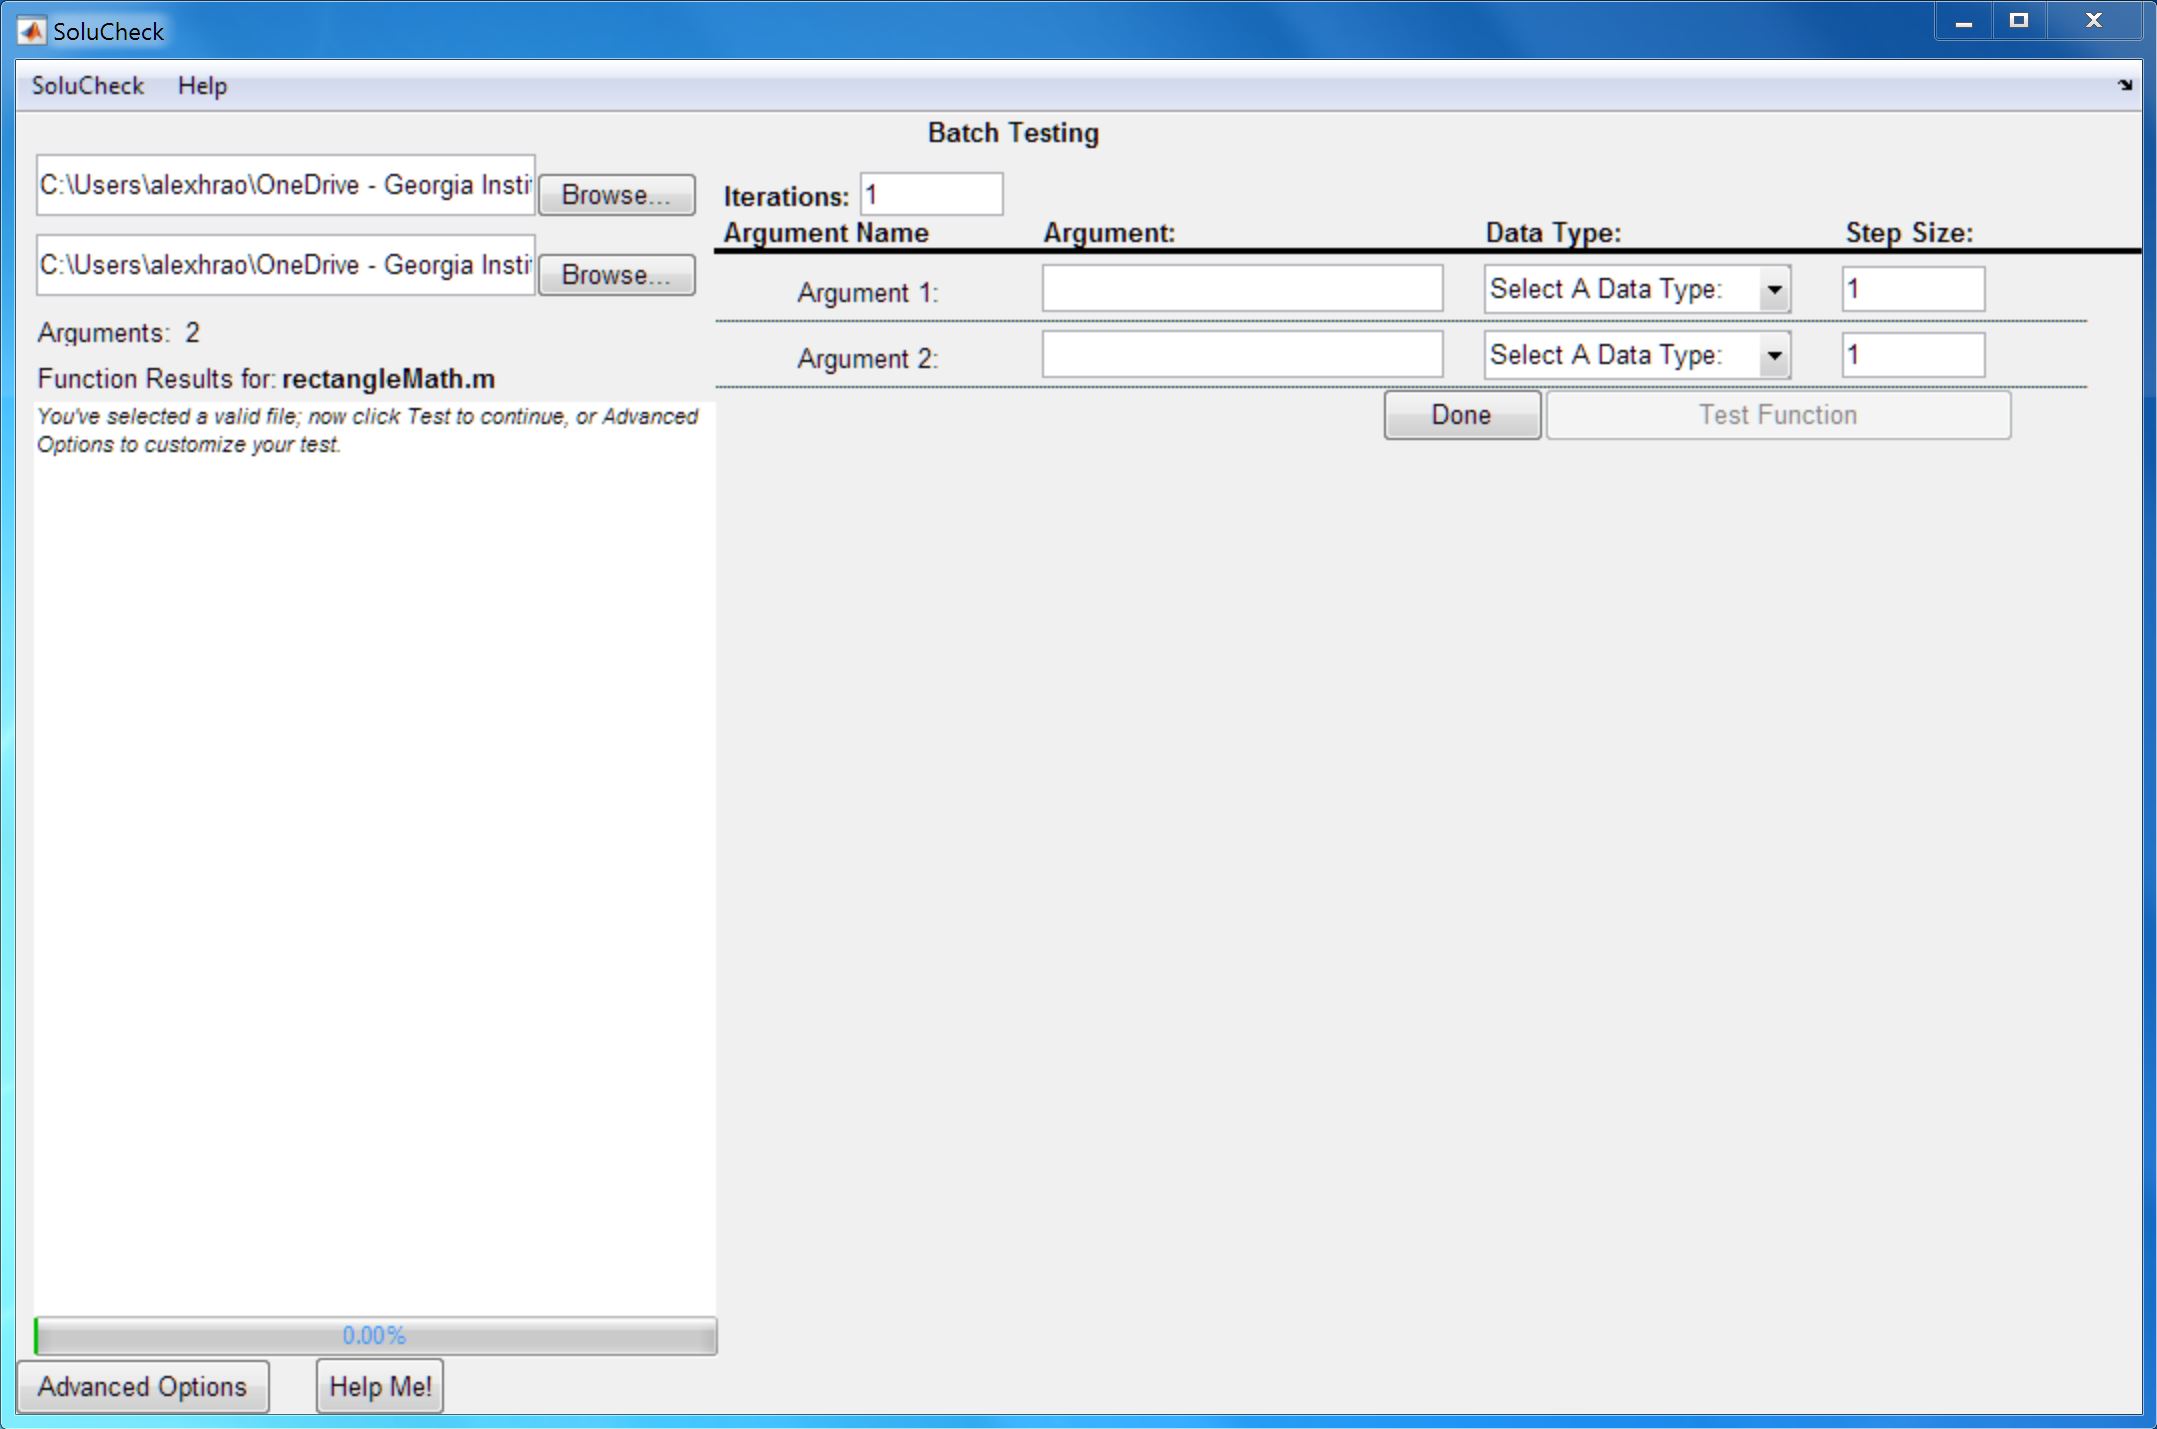 SoluCheck
SoluCheck Help
Batch Testing
C:\Users\alexhrao\OneDrive - Georgia Insti
Browse...
Iterations: 1
C:\Users\alexhrao\OneDrive - Georgia Insti
Browse...
Argument Name Argument: Data Type: Step Size:
Argument 1: Select A Data Type: 1
Argument 2: Select A Data Type: 1
Done Test Function
Arguments: 2
Function Results for: rectangleMath.m
You've selected a valid file; now click Test to continue, or Advanced
Options to customize your test.
0.00%
Advanced Options Help Me!